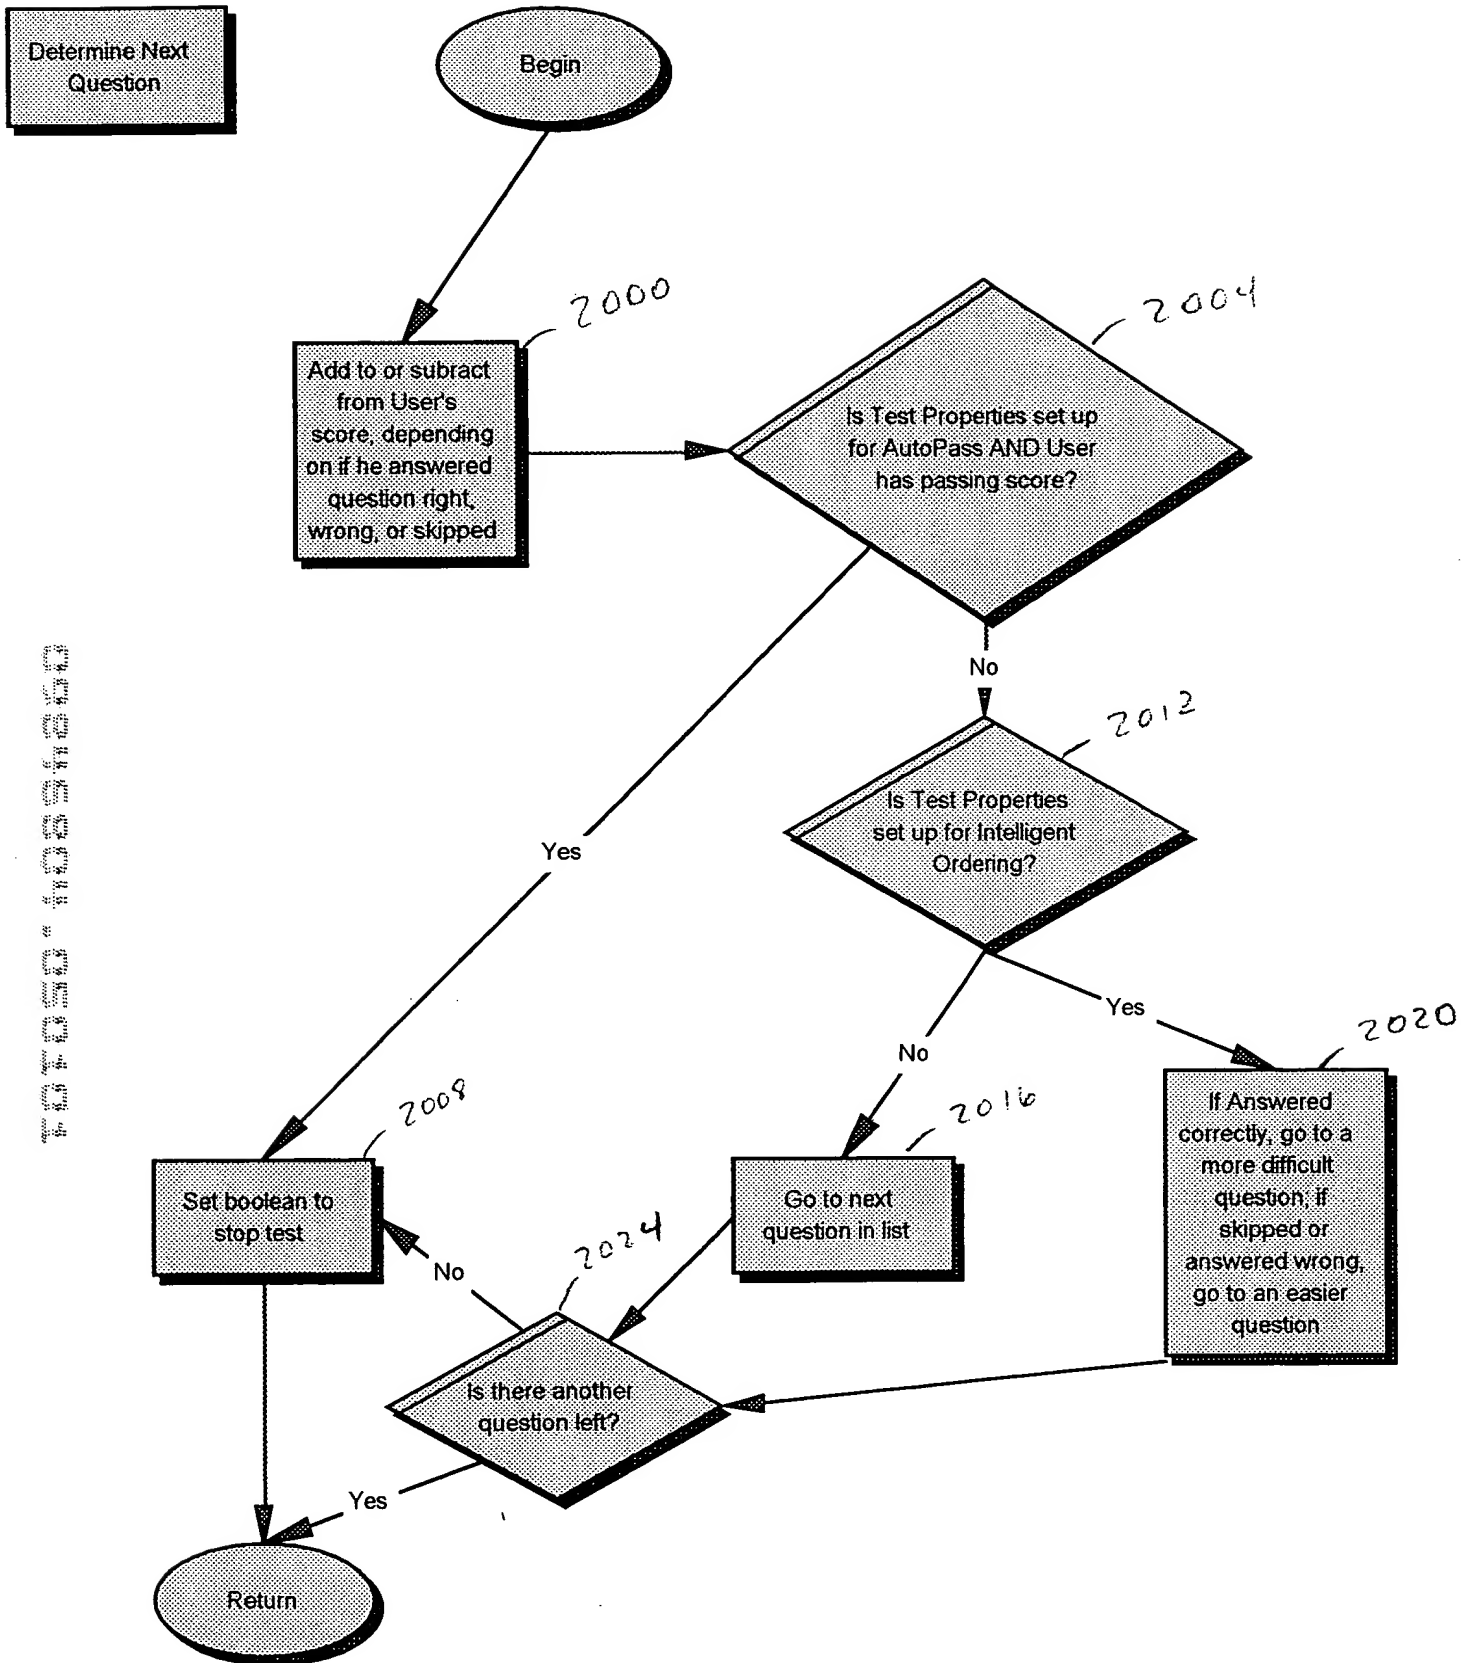 Determine Next
Question
Begin
2000
Add to or subract
from User's
score, depending
on if he answered
question right,
wrong, or skipped
2004
Is Test Properties set up
for AutoPass AND User
has passing score?
No
2012
Is Test Properties
set up for Intelligent
Ordering?
Yes
Yes
No
2020
If Answered
correctly, go to a
more difficult
question; if
skipped or
answered wrong,
go to an easier
question
2008
Set boolean to
stop test
2016
Go to next
question in list
2024
No
Is there another
question left?
Yes
Return